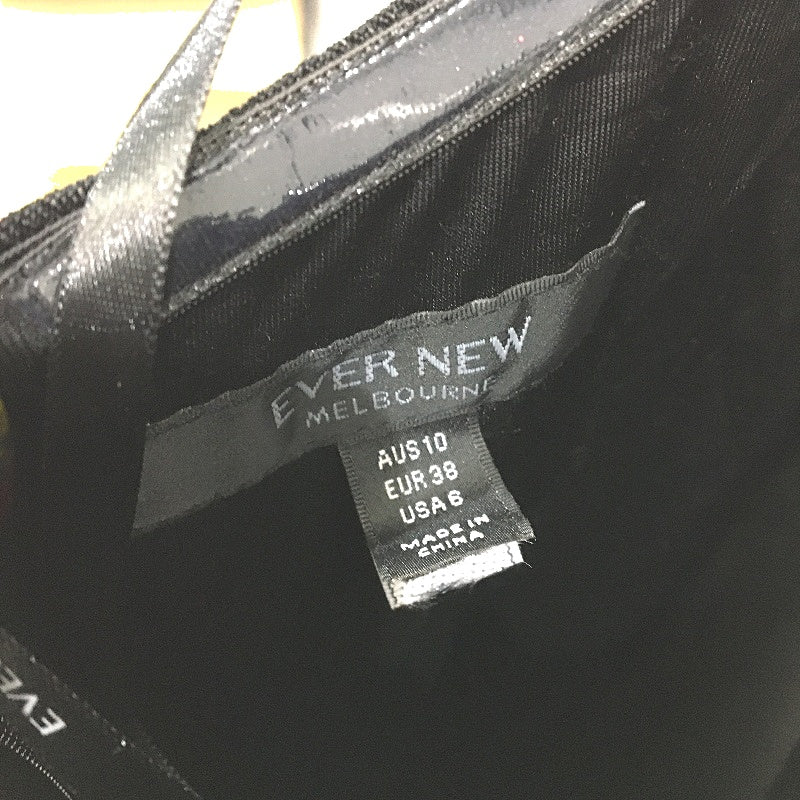 EVER NEW
MELBOURNE
AUS 10
EUR 38
USA 6
MADE IN
CHINA
EVE